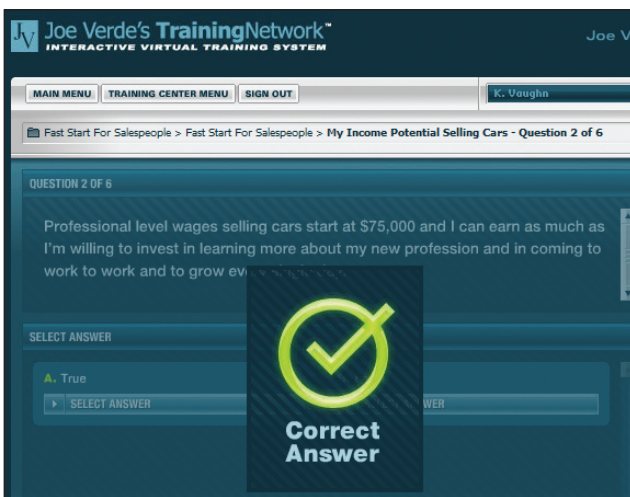 JV Joe Verde's TrainingNetwork™
INTERACTIVE VIRTUAL TRAINING SYSTEM
Joe V
MAIN MENU TRAINING CENTER MENU SIGN OUT
K. Vaughn
Fast Start For Salespeople > Fast Start For Salespeople > My Income Potential Selling Cars - Question 2 of 6
QUESTION 2 OF 6
Professional level wages selling cars start at $75,000 and I can earn as much as
I'm willing to invest in learning more about my new profession and in coming to
work to work and to grow
SELECT ANSWER
A. True
SELECT ANSWER
Correct
Answer